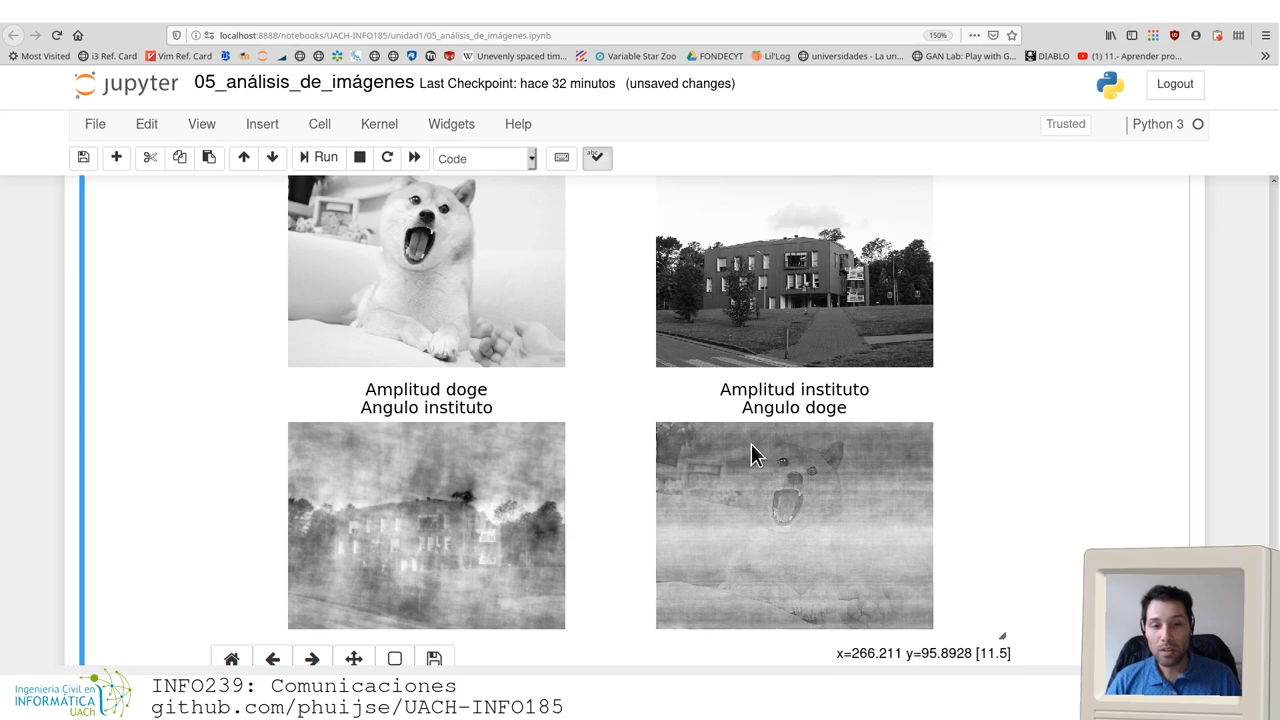 localhost:8888/notebooks/UACH-INFO185/unidad1/05_análisis_de_imágenes.ipynb
150%
Most Visited
i3 Ref. Card
Vim Ref. Card
Unevenly spaced tim...
Variable Star Zoo
FONDECYT
Lil'Log
universidades - La un...
GAN Lab: Play with G...
DIABLO
(1) 11.- Aprender pro...
jupyter 05_análisis_de_imágenes Last Checkpoint: hace 32 minutos (unsaved changes)
Logout
File Edit View Insert Cell Kernel Widgets Help
Trusted
Python 3
Run
Code
abc
Amplitud doge
Angulo instituto
Amplitud instituto
Angulo doge
x=266.211 y=95.8928 [11.5]
Ingeniería Civil en
INFORMÁTICA
UACh
INFO239: Comunicaciones
github.com/phuijse/UACH-INFO185